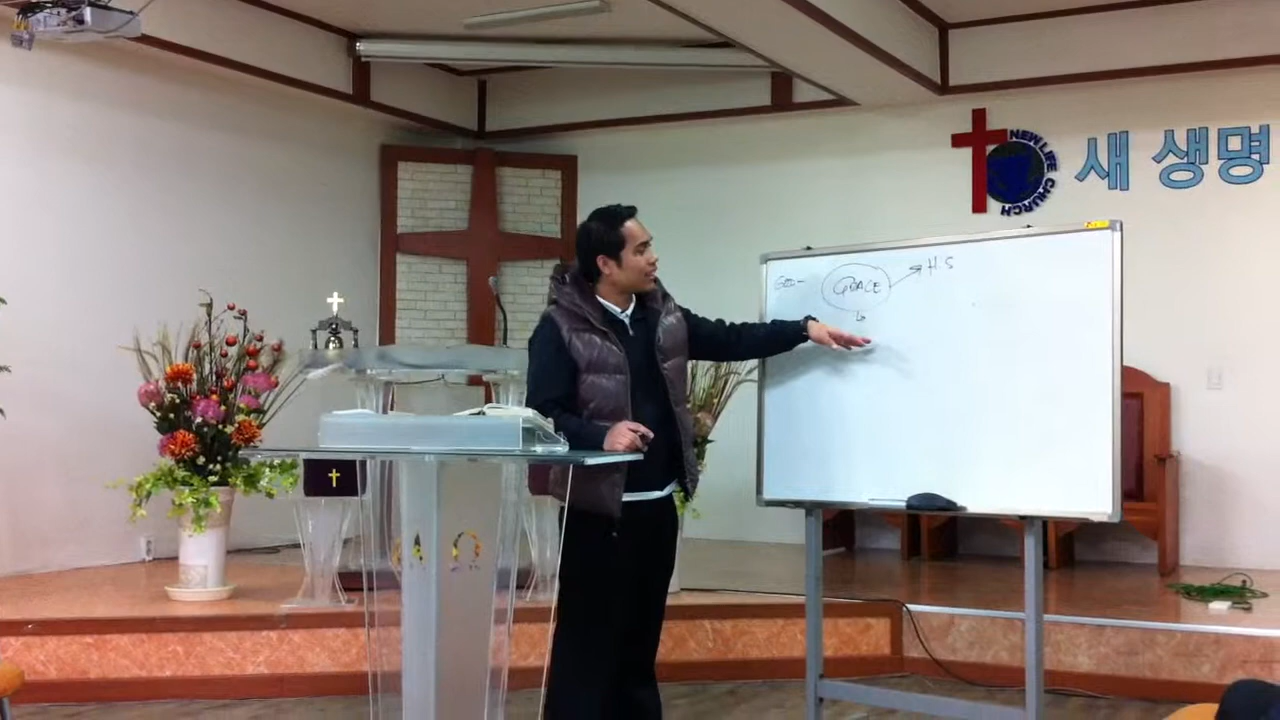 NEW LIFE CHURCH
새 생명
GOD - GRACE H.S
A Ω